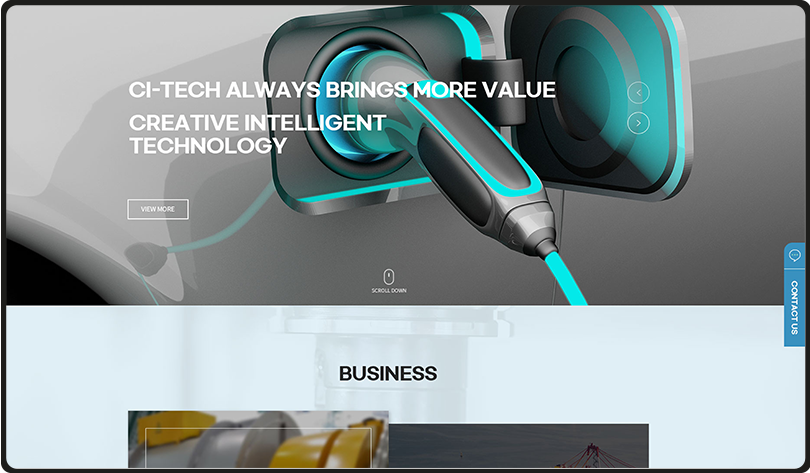 CI-TECH ALWAYS BRINGS MORE VALUE
CREATIVE INTELLIGENT
TECHNOLOGY
VIEW MORE
SCROLL DOWN
CONTACT US
BUSINESS